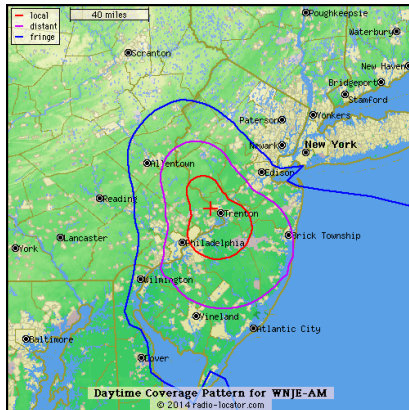 local
distant
fringe
40 miles
Poughkeepsie
Waterbury
Scranton
New Haven
Bridgeport
Stamford
Paterson
Yonkers
Newark
New York
Allentown
Edison
Reading
Trenton
Lancaster
Brick Township
York
Philadelphia
Wilmington
Vineland
Atlantic City
Baltimore
Dover
Daytime Coverage Pattern for WNJE-AM
© 2014 radio-locator.com